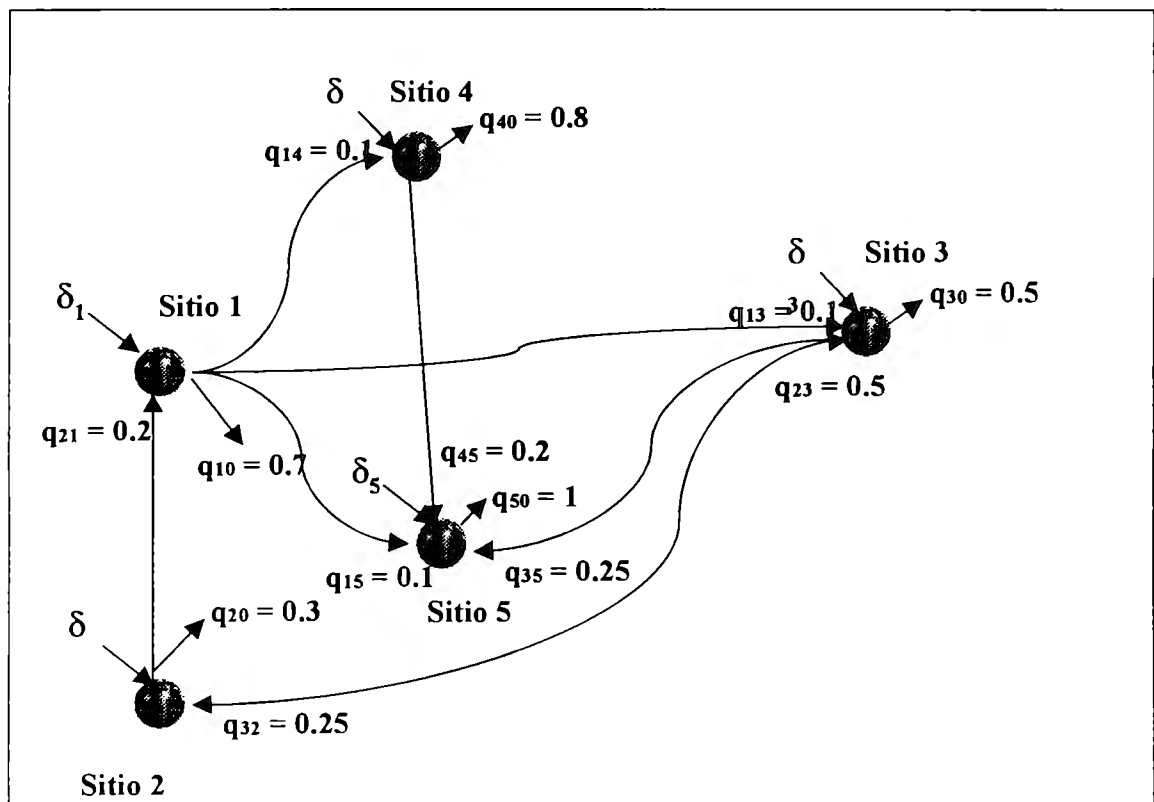 δ Sitio 4
q40 = 0.8
q14 = 0.1
δ Sitio 3
q30 = 0.5
q13 = 0.1
3
δ1 Sitio 1
q23 = 0.5
q21 = 0.2
q10 = 0.7
q45 = 0.2
δ5
q50 = 1
q15 = 0.1
q35 = 0.25
Sitio 5
q20 = 0.3
δ
q32 = 0.25
Sitio 2